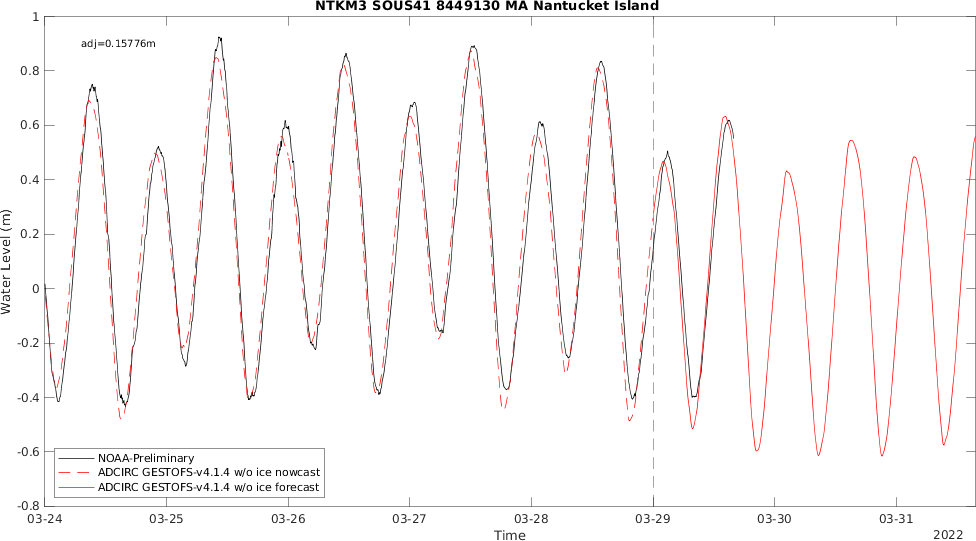 NTKM3 SOUS41 8449130 MA Nantucket Island
adj=0.15776m
1
0.8
0.6
0.4
0.2
0
-0.2
-0.4
-0.6
-0.8
Water Level (m)
NOAA-Preliminary
ADCIRC GESTOFS-v4.1.4 w/o ice nowcast
ADCIRC GESTOFS-v4.1.4 w/o ice forecast
03-24 03-25 03-26 03-27 03-28 03-29 03-30 03-31
Time
2022